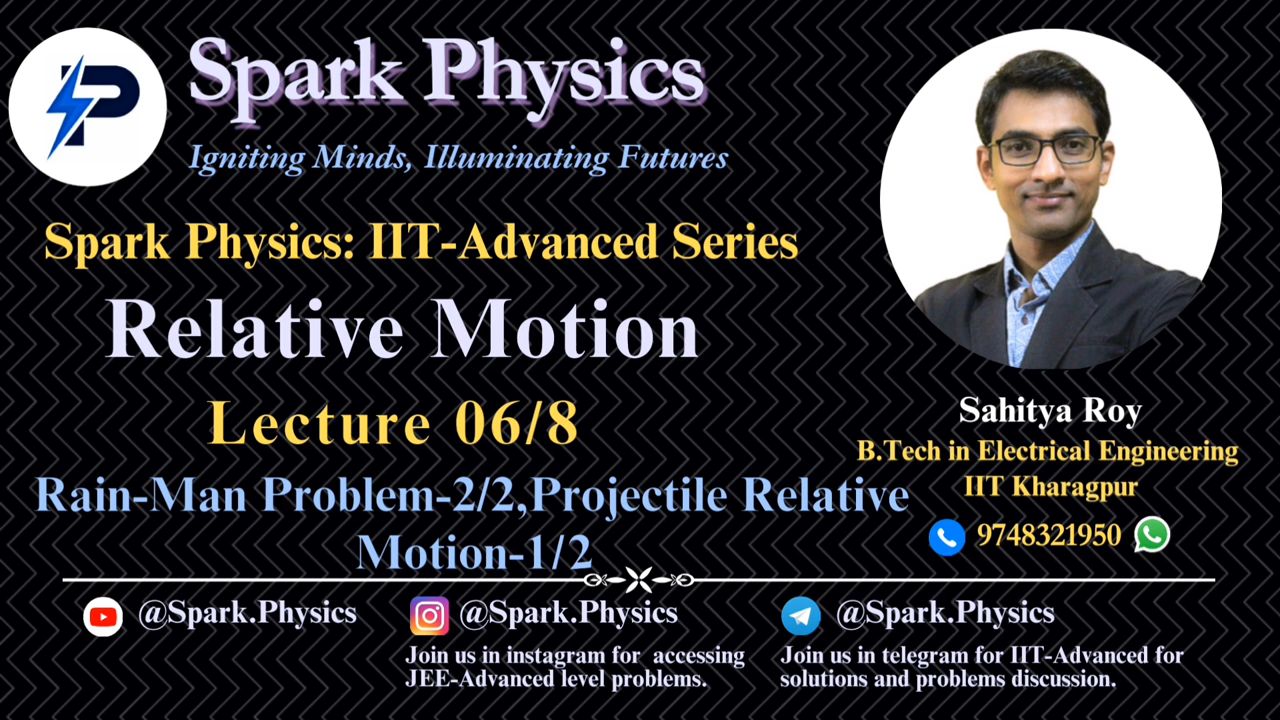 P
Spark Physics
Igniting Minds, Illuminating Futures
Spark Physics: IIT-Advanced Series
Relative Motion
Lecture 06/8
Rain-Man Problem-2/2,Projectile Relative
Motion-1/2
Sahitya Roy
B.Tech in Electrical Engineering
IIT Kharagpur
9748321950
@Spark.Physics
@Spark.Physics
Join us in instagram for accessing
JEE-Advanced level problems.
@Spark.Physics
Join us in telegram for IIT-Advanced for
solutions and problems discussion.